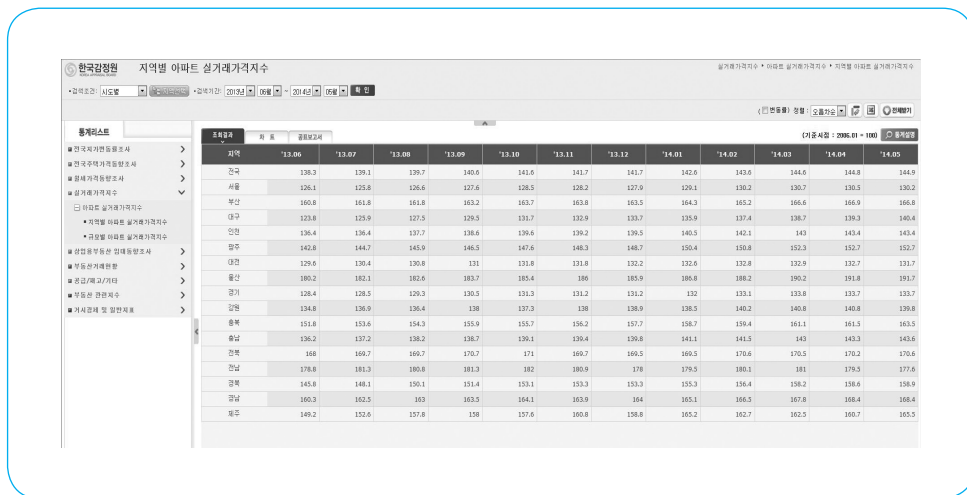 한국감정원 지역별 아파트 실거래가격지수
실거래가격지수 • 아파트 실거래가격지수 • 지역별 아파트 실거래가격지수
KOREA APPRAISAL BOARD
•검색조건: 시도별 지역선택 •검색기간: 2013년 06월 ~ 2014년 05월 확 인
(변동률) 정렬 : 오름차순 전체받기
통계리스트
조회결과 차 트 공표보고서 (기준시점 : 2006.01 = 100) 통계설명
전국지가변동률조사
전국주택가격동향조사
월세가격동향조사
실거래가격지수
아파트 실거래가격지수
지역별 아파트 실거래가격지수
규모별 아파트 실거래가격지수
상업용부동산 임대동향조사
부동산거래현황
공급/재고/기타
부동산 관련지수
거시경제 및 일반지표
지역 '13.06 '13.07 '13.08 '13.09 '13.10 '13.11 '13.12 '14.01 '14.02 '14.03 '14.04 '14.05
전국 138.3 139.1 139.7 140.6 141.6 141.7 141.7 142.6 143.6 144.6 144.8 144.9
서울 126.1 125.8 126.6 127.6 128.5 128.2 127.9 129.1 130.2 130.7 130.5 130.2
부산 160.8 161.8 161.8 163.2 163.7 163.8 163.5 164.3 165.2 166.6 166.9 166.8
대구 123.8 125.9 127.5 129.5 131.7 132.9 133.7 135.9 137.4 138.7 139.3 140.4
인천 136.4 136.4 137.7 138.6 139.6 139.2 139.5 140.5 142.1 143 143.4 143.4
광주 142.8 144.7 145.9 146.5 147.6 148.3 148.7 150.4 150.8 152.3 152.7 152.7
대전 129.6 130.4 130.8 131 131.8 131.8 132.2 132.6 132.8 132.9 132.7 131.7
울산 180.2 182.1 182.6 183.7 185.4 186 185.9 186.8 188.2 190.2 191.8 191.7
경기 128.4 128.5 129.3 130.5 131.3 131.2 131.2 132 133.1 133.8 133.7 133.7
강원 134.8 136.9 136.4 138 137.3 138 138.9 138.5 140.2 140.8 140.8 139.8
충북 151.8 153.6 154.3 155.9 155.7 156.2 157.7 158.7 159.4 161.1 161.5 163.5
충남 136.2 137.2 138.2 138.7 139.1 139.4 139.8 141.1 141.5 143 143.3 143.6
전북 168 169.7 169.7 170.7 171 169.7 169.5 169.5 170.6 170.5 170.2 170.6
전남 178.8 181.3 180.8 181.3 182 180.9 178 179.5 180.1 181 179.5 177.6
경북 145.8 148.1 150.1 151.4 153.1 153.3 153.3 155.3 156.4 158.2 158.6 158.9
경남 160.3 162.5 163 163.5 164.1 163.9 164 165.1 166.5 167.8 168.4 168.4
제주 149.2 152.6 157.8 158 157.6 160.8 158.8 165.2 162.7 162.5 160.7 165.5